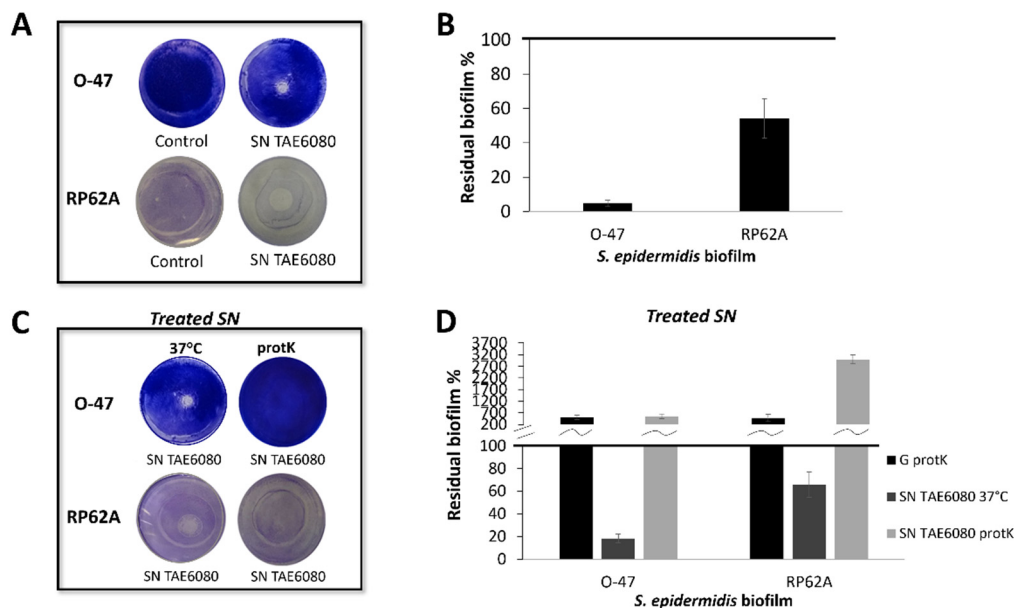 A
O-47
Control
SN TAE6080
RP62A
Control
SN TAE6080
B
Residual biofilm %
100
80
60
40
20
0
O-47
RP62A
S. epidermidis biofilm
C
Treated SN
37°C
protK
O-47
SN TAE6080
SN TAE6080
RP62A
SN TAE6080
SN TAE6080
D
Treated SN
Residual biofilm %
3700
3200
2700
2200
1700
1200
700
200
100
80
60
40
20
0
O-47
RP62A
S. epidermidis biofilm
G protK
SN TAE6080 37°C
SN TAE6080 protK